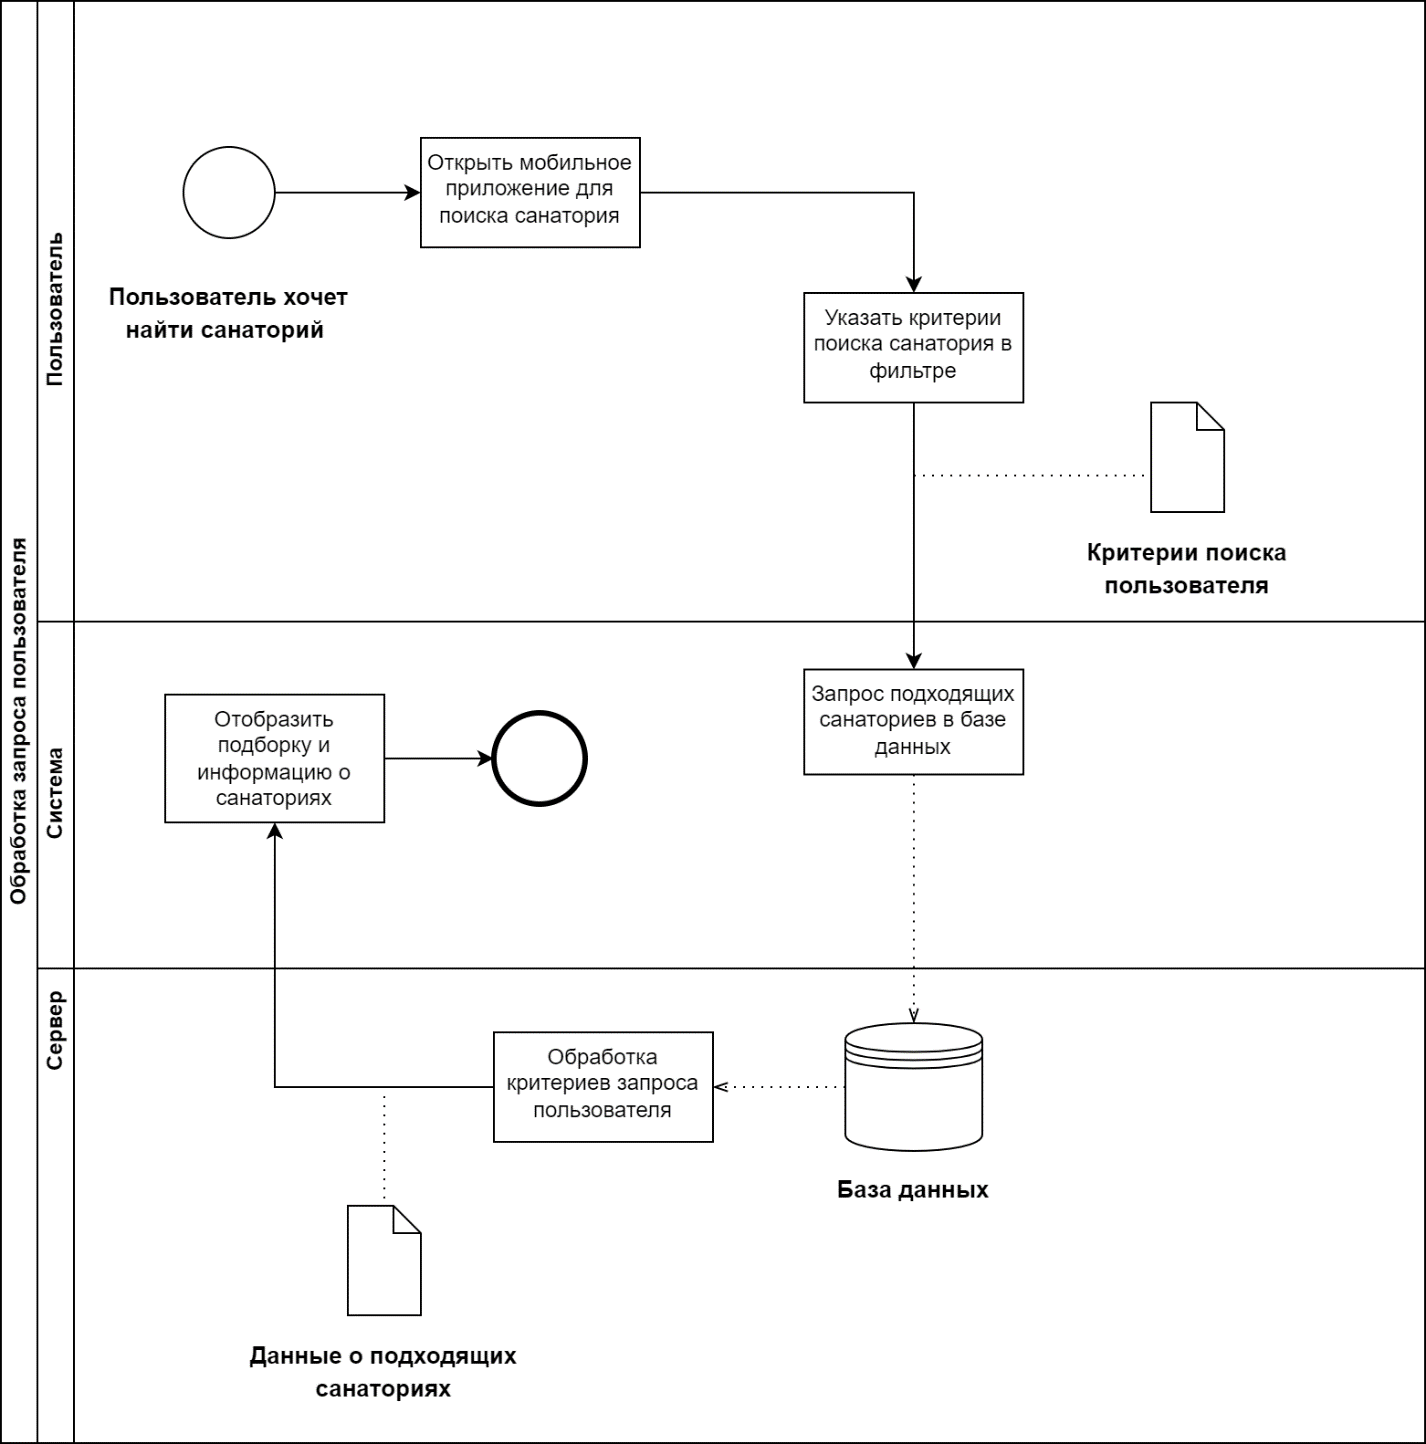 Обработка запроса пользователя
Пользователь
Открыть мобильное
приложение для
поиска санатория
Пользователь хочет
найти санаторий
Указать критерии
поиска санатория в
фильтре
Критерии поиска
пользователя
Система
Запрос подходящих
санаториев в базе
данных
Отобразить
подборку и
информацию о
санаториях
Сервер
Обработка
критериев запроса
пользователя
База данных
Данные о подходящих
санаториях